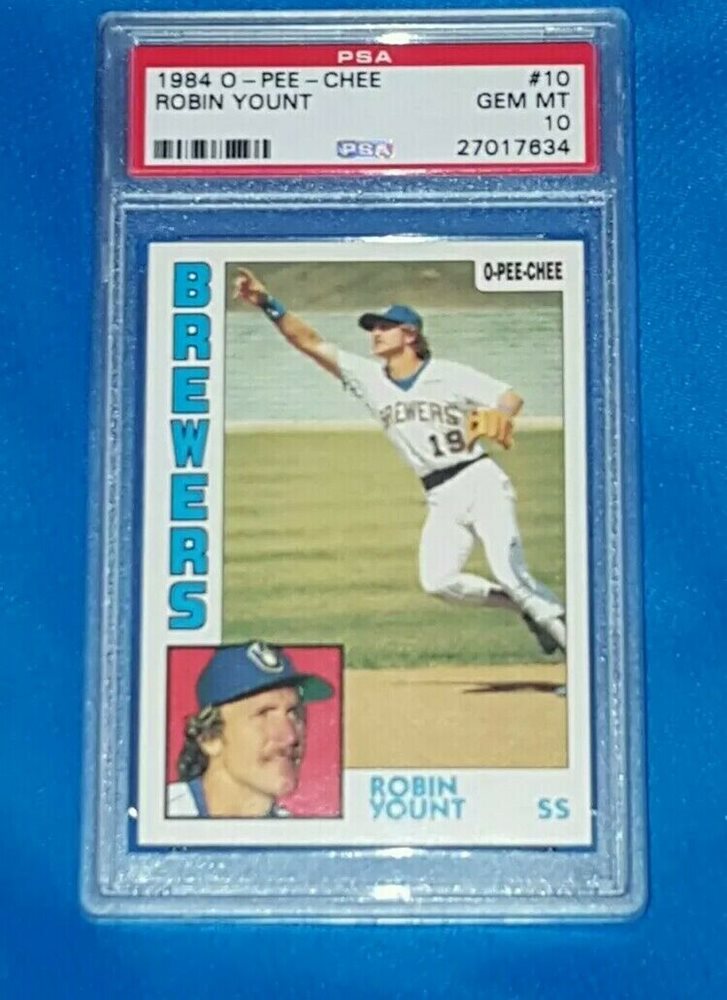 PSA
1984 O-PEE-CHEE #10
ROBIN YOUNT GEM MT
10
PSA 27017634
O-PEE-CHEE
BREWERS
BREWERS
19
ROBIN
YOUNT SS